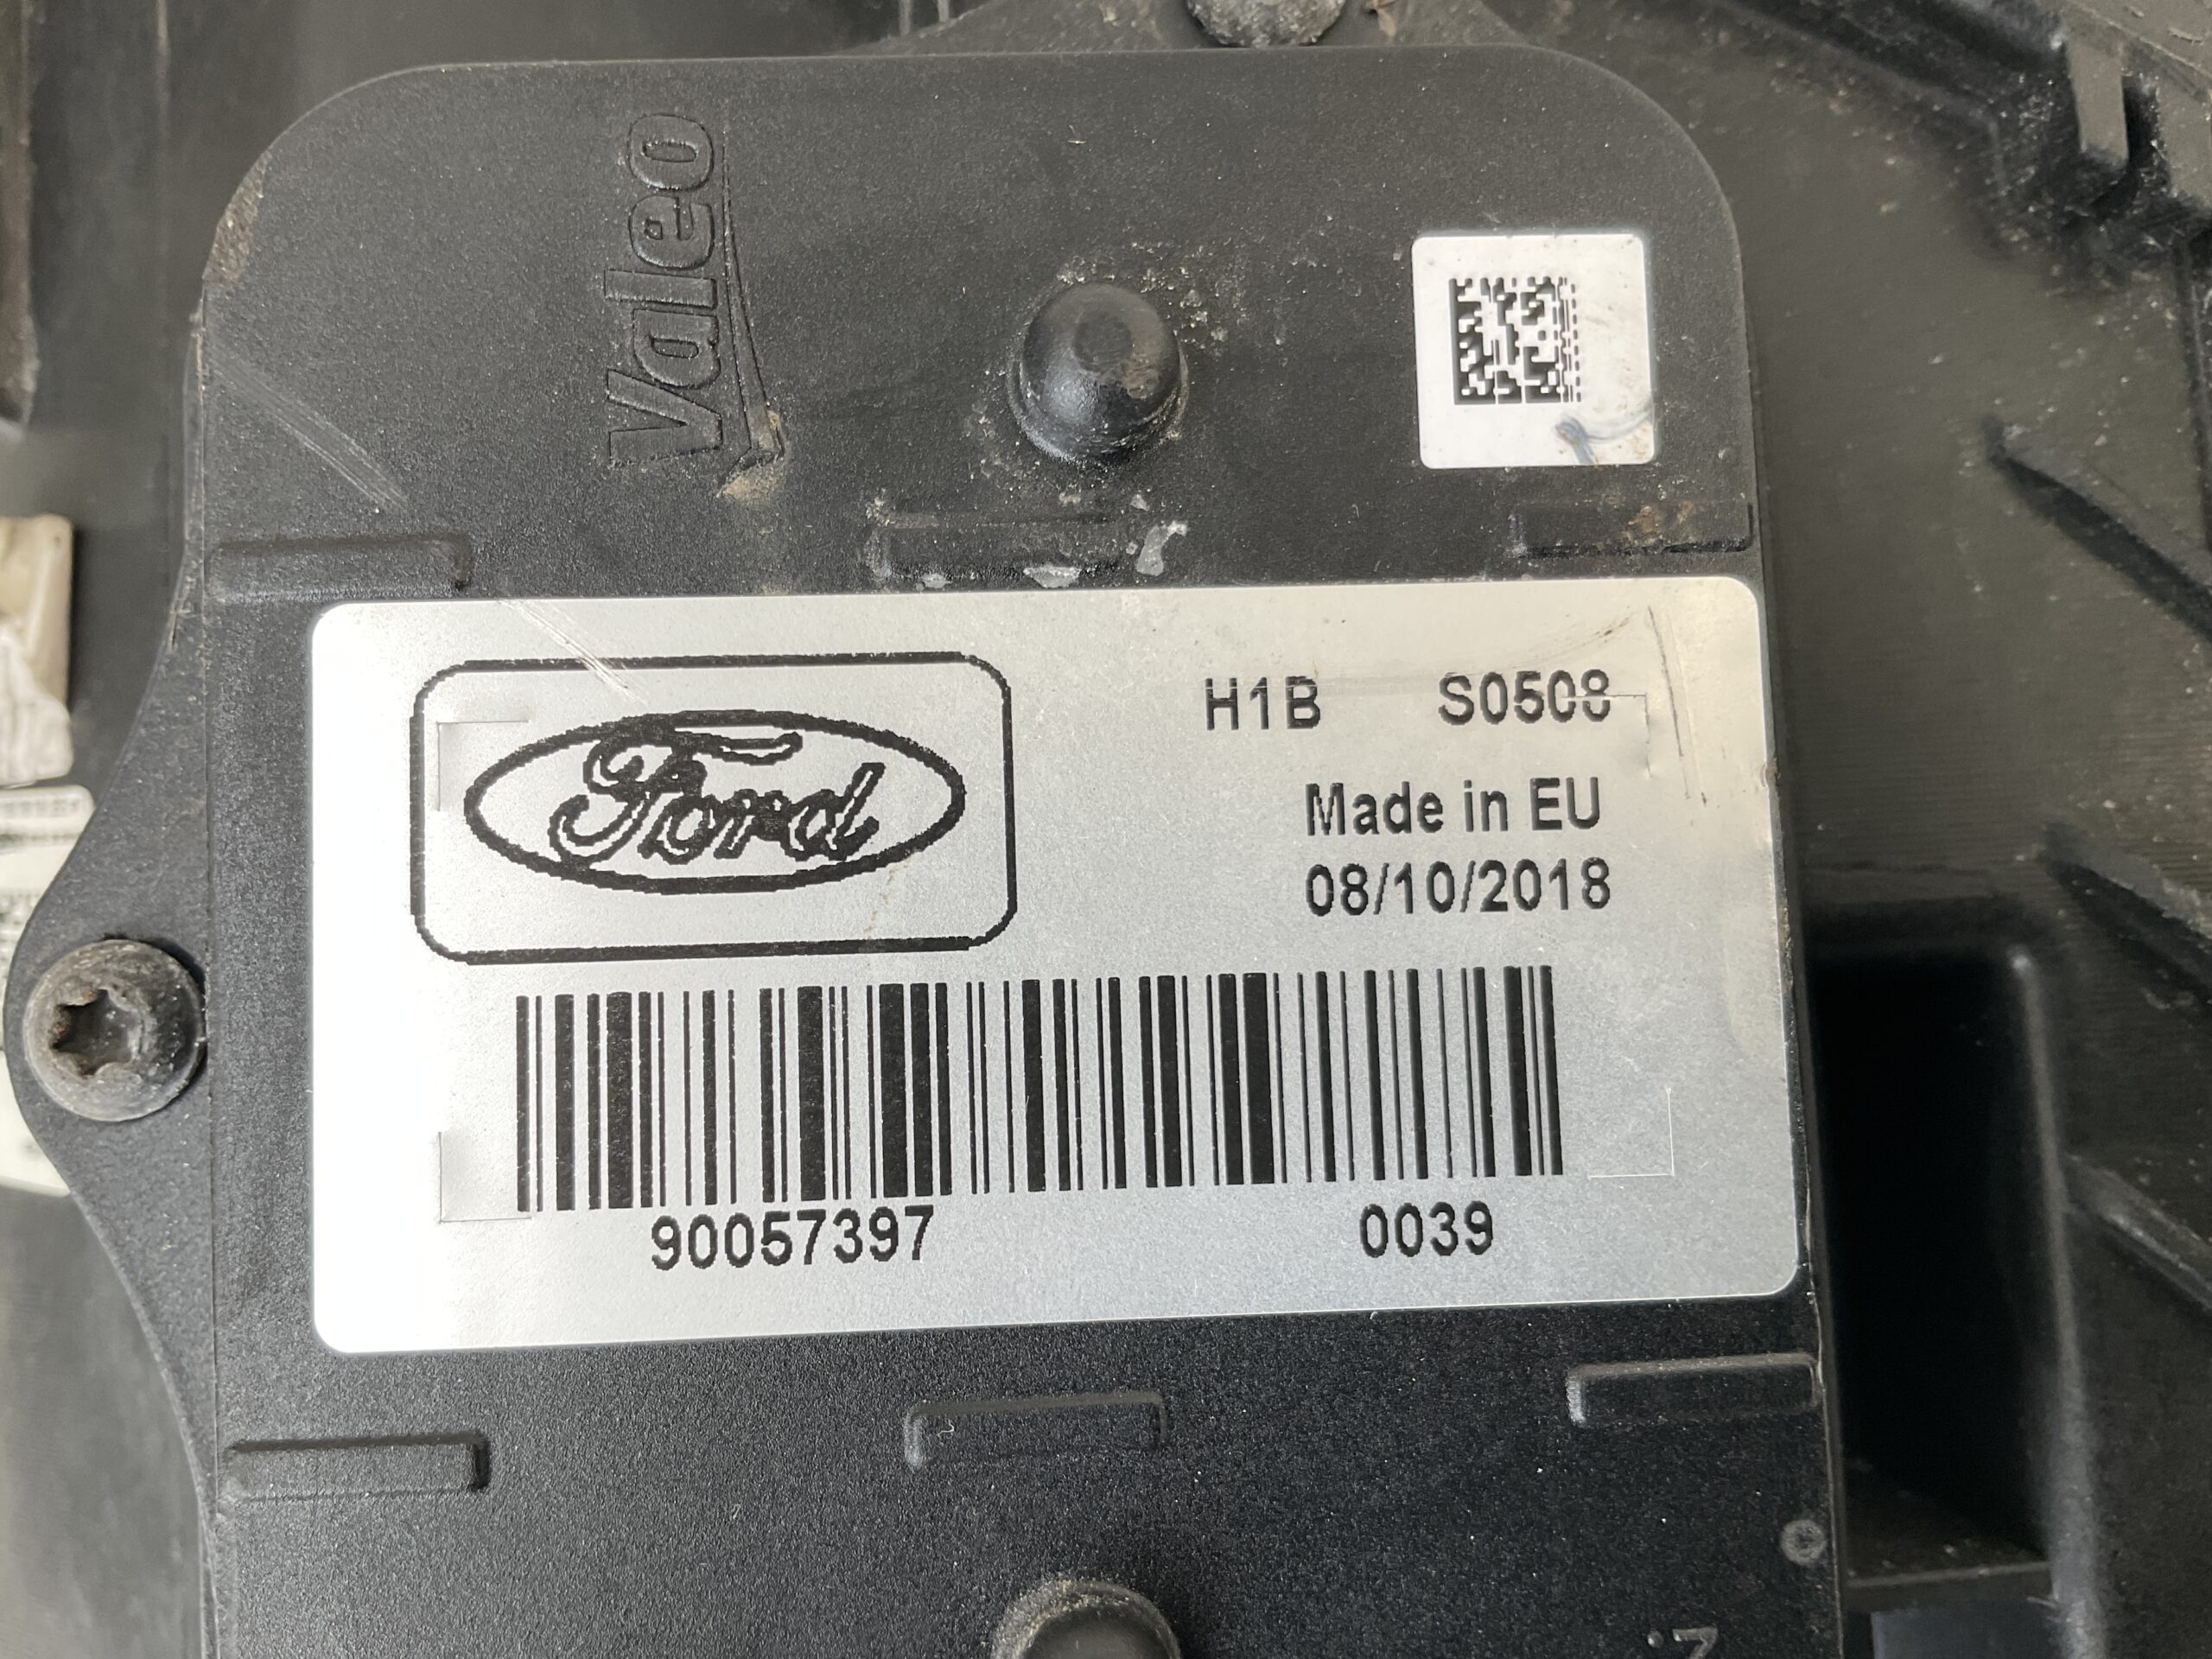 Valeo
Ford
H1B S0508
Made in EU
08/10/2018
90057397 0039